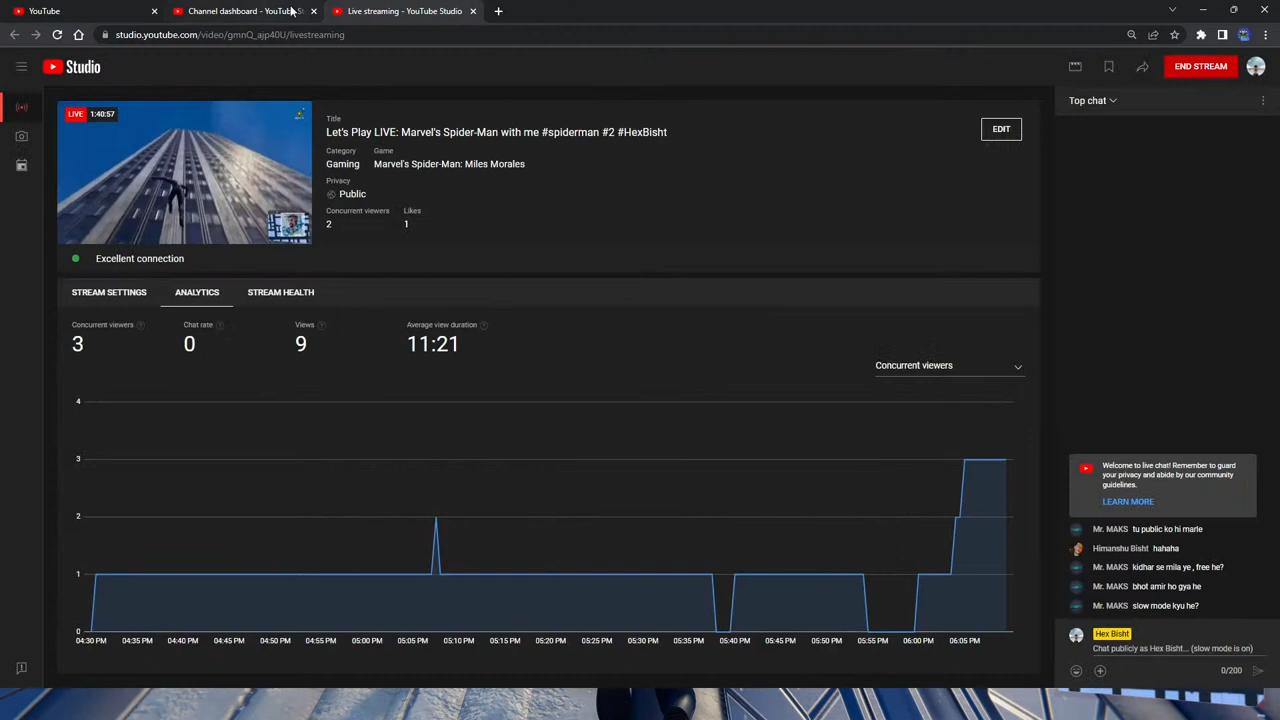 YouTube
Channel dashboard - YouTube St
Live streaming - YouTube Studio
studio.youtube.com/video/gmnQ_ajp40U/livestreaming
Studio
END STREAM
LIVE 1:40:57
Title
Let's Play LIVE: Marvel's Spider-Man with me #spiderman #2 #HexBisht
EDIT
Category Game
Gaming Marvel's Spider-Man: Miles Morales
Privacy
Public
Concurrent viewers Likes
2 1
Excellent connection
STREAM SETTINGS ANALYTICS STREAM HEALTH
Concurrent viewers Chat rate Views Average view duration
3 0 9 11:21
Concurrent viewers
4
3
2
1
0
04:30 PM 04:35 PM 04:40 PM 04:45 PM 04:50 PM 04:55 PM 05:00 PM 05:05 PM 05:10 PM 05:15 PM 05:20 PM 05:25 PM 05:30 PM 05:35 PM 05:40 PM 05:45 PM 05:50 PM 05:55 PM 06:00 PM 06:05 PM
Top chat
Welcome to live chat! Remember to guard
your privacy and abide by our community
guidelines.
LEARN MORE
Mr. MAKS tu public ko hi marle
Himanshu Bisht hahaha
Mr. MAKS kidhar se mila ye , free he?
Mr. MAKS bhot amir ho gya he
Mr. MAKS slow mode kyu he?
Hex Bisht
Chat publicly as Hex Bisht... (slow mode is on)
0/200